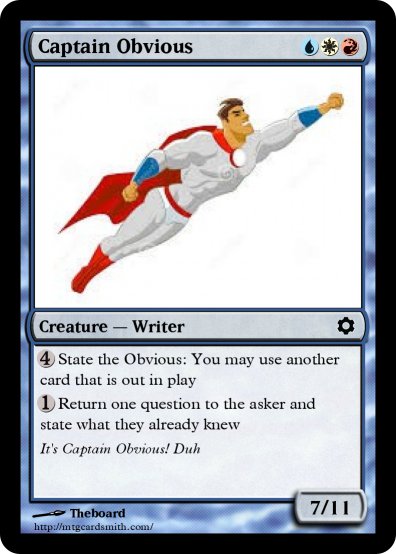 Captain Obvious
Creature — Writer
4 State the Obvious: You may use another
card that is out in play
1 Return one question to the asker and
state what they already knew
It's Captain Obvious! Duh
7/11
Theboard
http://mtgcardsmith.com/